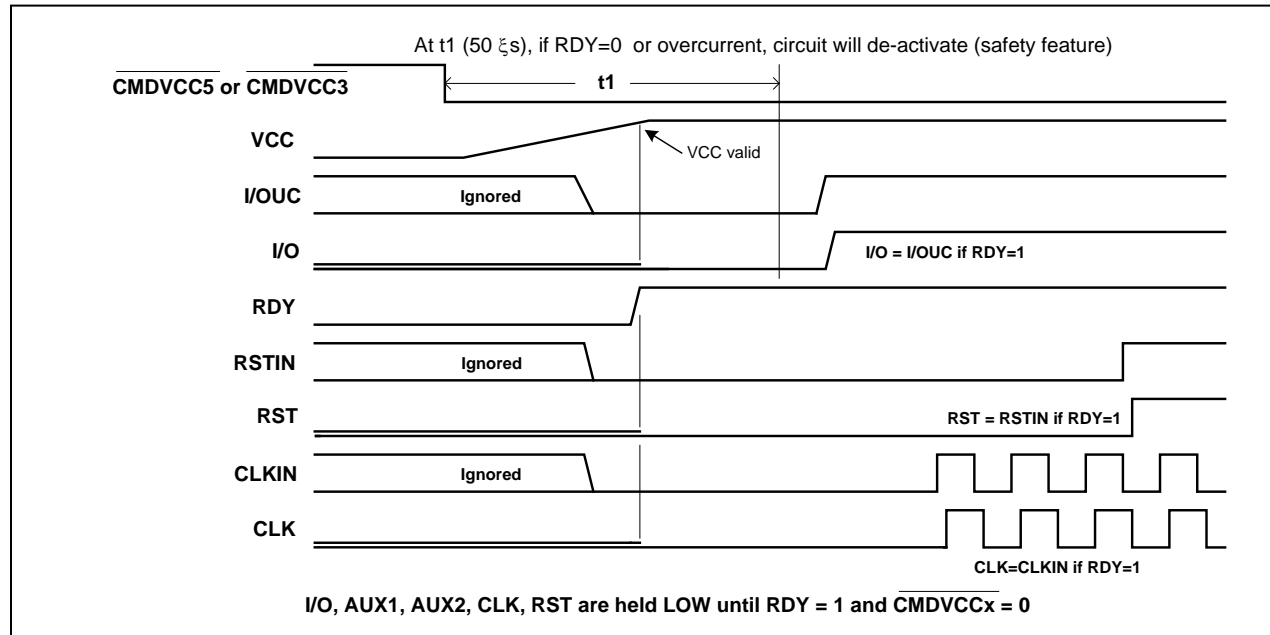 At t1 (50 ξs), if RDY=0 or overcurrent, circuit will de-activate (safety feature)
CMDVCC5 or CMDVCC3
t1
VCC
VCC valid
I/OUC
Ignored
I/O
I/O = I/OUC if RDY=1
RDY
RSTIN
Ignored
RST
RST = RSTIN if RDY=1
CLKIN
Ignored
CLK
CLK=CLKIN if RDY=1
I/O, AUX1, AUX2, CLK, RST are held LOW until RDY = 1 and CMDVCCx = 0